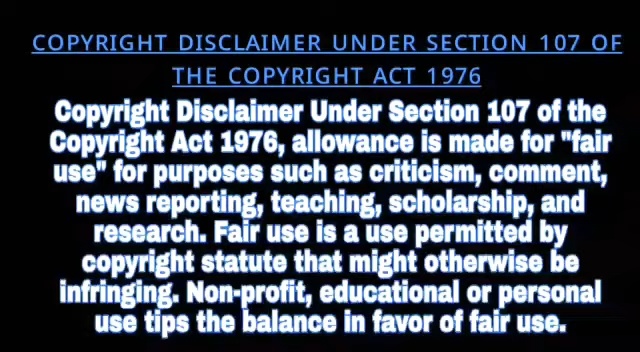 COPYRIGHT DISCLAIMER UNDER SECTION 107 OF
THE COPYRIGHT ACT 1976
Copyright Disclaimer Under Section 107 of the
Copyright Act 1976, allowance is made for "fair
use" for purposes such as criticism, comment,
news reporting, teaching, scholarship, and
research. Fair use is a use permitted by
copyright statute that might otherwise be
infringing. Non-profit, educational or personal
use tips the balance in favor of fair use.